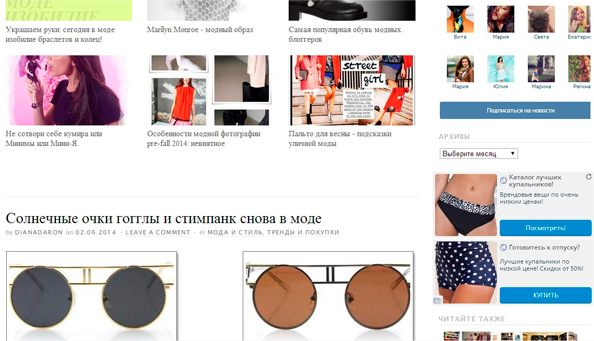 МОДЕ
ИЗОБИЛИЕ
Украшаем руки: сегодня в моде
изобилие браслетов и колец!
Marilyn Monroe - модный образ
Самая популярная обувь модных
блоггеров
street
girl
Не сотвори себе кумира или
Минимы или Мини-Я.
Особенности модной фотографии
pre-fall 2014: невнятное
Пальто для весны - подсказки
уличной моды
Солнечные очки гогглы и стимпанк снова в моде
by DIANADARON on 02.06.2014 · LEAVE A COMMENT · in МОДА И СТИЛЬ, ТРЕНДЫ И ПОКУПКИ
Вита
Мария
Света
Екатерин
Мария
Юлия
Марина
Регина
Подписаться на новости
АРХИВЫ
Выберите месяц
Каталог лучших
купальников!
Брендовые вещи по очень
низким ценам!
Посмотреть!
Готовитесь к отпуску?
Лучшие купальники по
низкой цене! Скидки от 50%!
КУПИТЬ
ЧИТАЙТЕ ТАКЖЕ